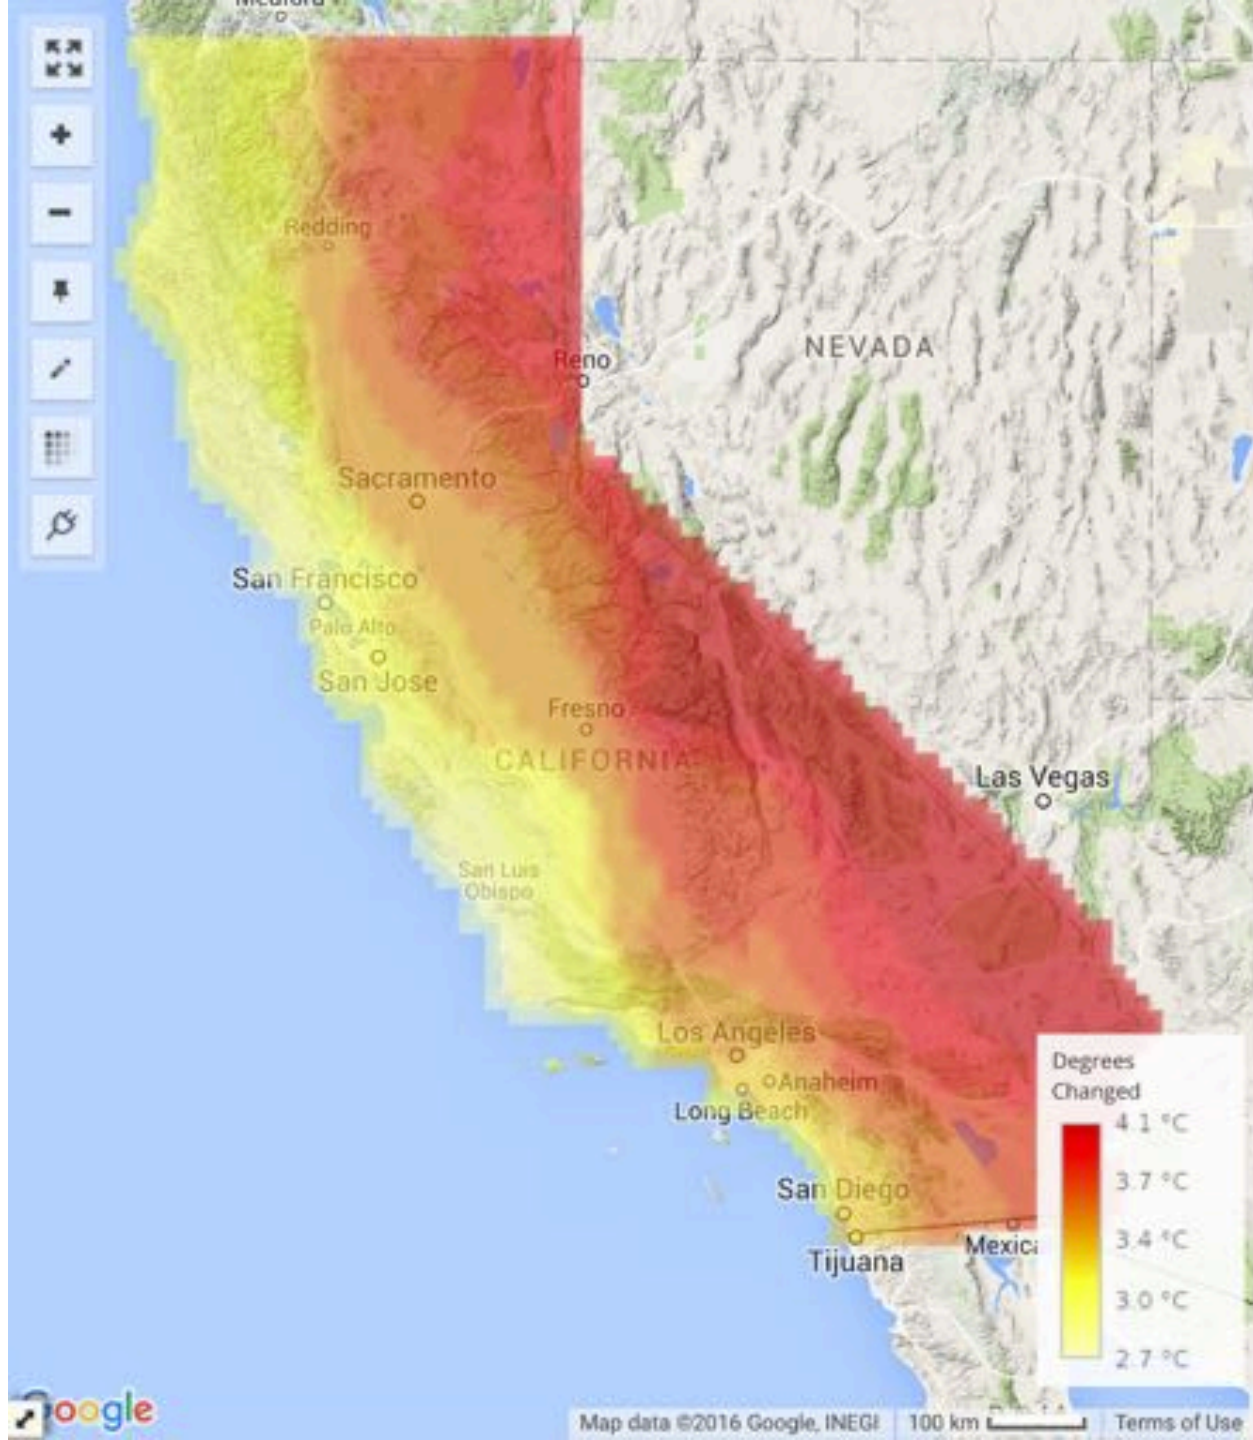 Medford
Redding
Reno
NEVADA
Sacramento
San Francisco
Palo Alto
San Jose
Fresno
CALIFORNIA
Las Vegas
San Luis
Obispo
Los Angeles
Anaheim
Long Beach
San Diego
Tijuana
Mexica
Degrees
Changed
4.1 °C
3.7 °C
3.4 °C
3.0 °C
2.7 °C
Google
Map data ©2016 Google, INEGI
100 km
Terms of Use